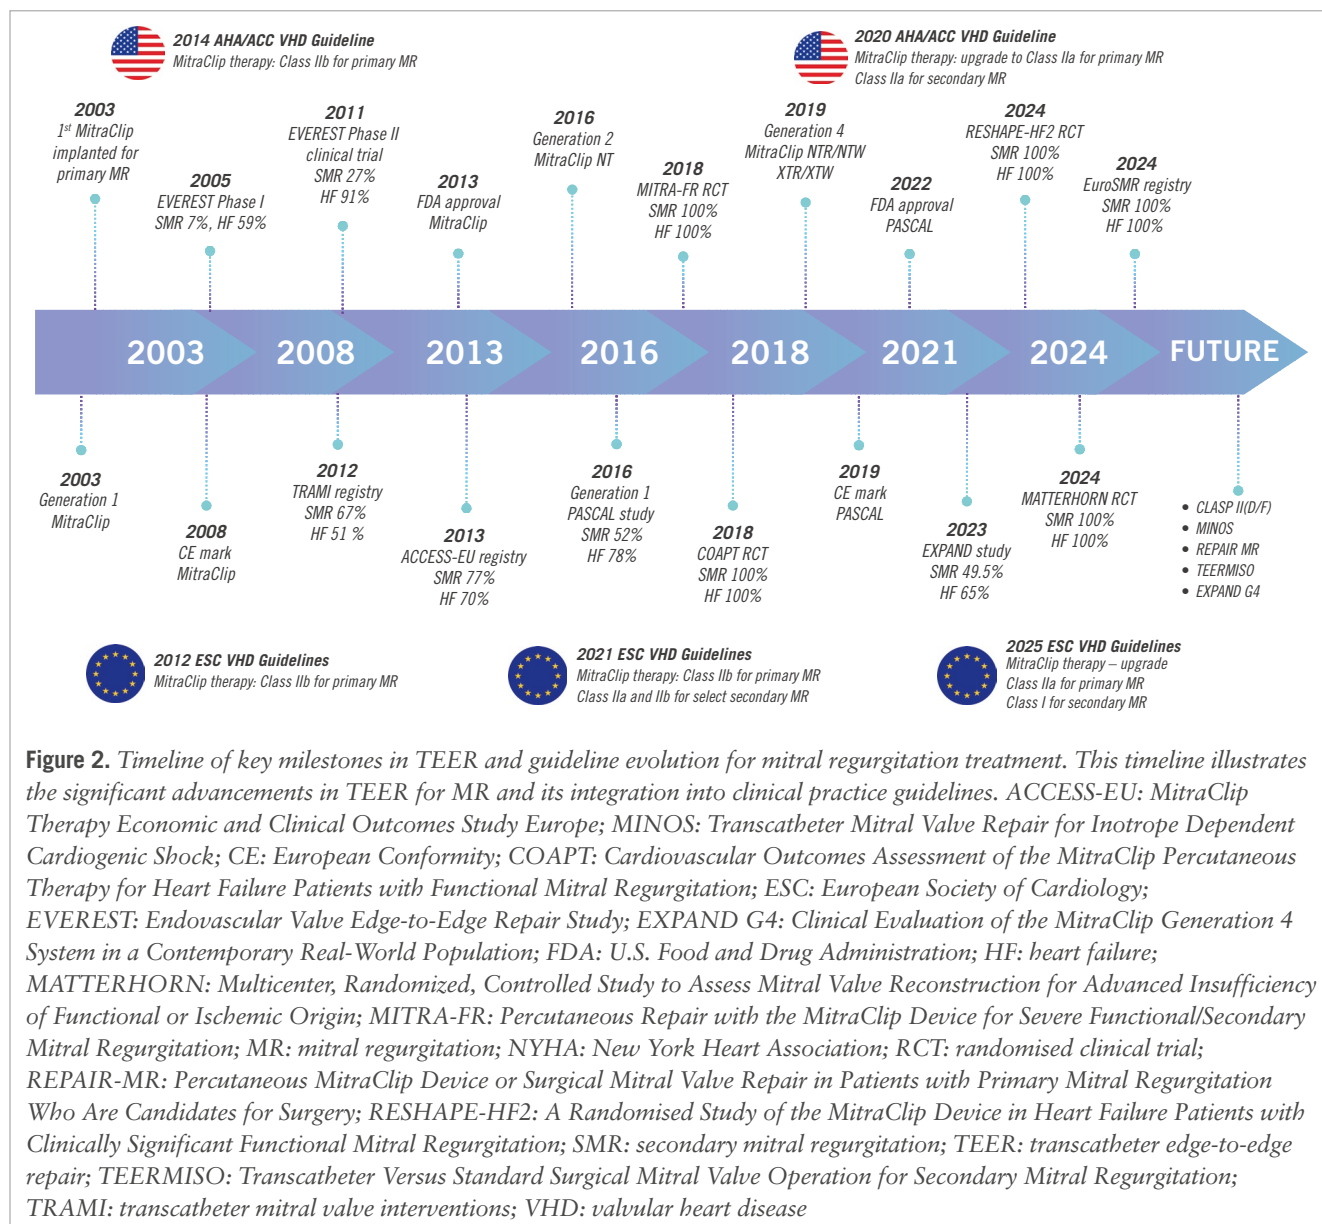 2014 AHA/ACC VHD Guideline
MitraClip therapy: Class IIb for primary MR
2020 AHA/ACC VHD Guideline
MitraClip therapy: upgrade to Class IIa for primary MR
Class IIa for secondary MR
2003
1st MitraClip
implanted for
primary MR
2005
EVEREST Phase I
SMR 7%, HF 59%
2011
EVEREST Phase II
clinical trial
SMR 27%
HF 91%
2013
FDA approval
MitraClip
2016
Generation 2
MitraClip NT
2018
MITRA-FR RCT
SMR 100%
HF 100%
2019
Generation 4
MitraClip NTR/NTW
XTR/XTW
2022
FDA approval
PASCAL
2024
RESHAPE-HF2 RCT
SMR 100%
HF 100%
2024
EuroSMR registry
SMR 100%
HF 100%
2003
2008
2013
2016
2018
2021
2024
FUTURE
2003
Generation 1
MitraClip
2008
CE mark
MitraClip
2012
TRAMI registry
SMR 67%
HF 51 %
2013
ACCESS-EU registry
SMR 77%
HF 70%
2016
Generation 1
PASCAL study
SMR 52%
HF 78%
2018
COAPT RCT
SMR 100%
HF 100%
2019
CE mark
PASCAL
2023
EXPAND study
SMR 49.5%
HF 65%
2024
MATTERHORN RCT
SMR 100%
HF 100%
• CLASP II(D/F)
• MINOS
• REPAIR MR
• TEERMISO
• EXPAND G4
2012 ESC VHD Guidelines
MitraClip therapy: Class IIb for primary MR
2021 ESC VHD Guidelines
MitraClip therapy: Class IIb for primary MR
Class IIa and IIb for select secondary MR
2025 ESC VHD Guidelines
MitraClip therapy – upgrade
Class IIa for primary MR
Class I for secondary MR
Figure 2. Timeline of key milestones in TEER and guideline evolution for mitral regurgitation treatment. This timeline illustrates
the significant advancements in TEER for MR and its integration into clinical practice guidelines. ACCESS-EU: MitraClip
Therapy Economic and Clinical Outcomes Study Europe; MINOS: Transcatheter Mitral Valve Repair for Inotrope Dependent
Cardiogenic Shock; CE: European Conformity; COAPT: Cardiovascular Outcomes Assessment of the MitraClip Percutaneous
Therapy for Heart Failure Patients with Functional Mitral Regurgitation; ESC: European Society of Cardiology;
EVEREST: Endovascular Valve Edge-to-Edge Repair Study; EXPAND G4: Clinical Evaluation of the MitraClip Generation 4
System in a Contemporary Real-World Population; FDA: U.S. Food and Drug Administration; HF: heart failure;
MATTERHORN: Multicenter, Randomized, Controlled Study to Assess Mitral Valve Reconstruction for Advanced Insufficiency
of Functional or Ischemic Origin; MITRA-FR: Percutaneous Repair with the MitraClip Device for Severe Functional/Secondary
Mitral Regurgitation; MR: mitral regurgitation; NYHA: New York Heart Association; RCT: randomised clinical trial;
REPAIR-MR: Percutaneous MitraClip Device or Surgical Mitral Valve Repair in Patients with Primary Mitral Regurgitation
Who Are Candidates for Surgery; RESHAPE-HF2: A Randomised Study of the MitraClip Device in Heart Failure Patients with
Clinically Significant Functional Mitral Regurgitation; SMR: secondary mitral regurgitation; TEER: transcatheter edge-to-edge
repair; TEERMISO: Transcatheter Versus Standard Surgical Mitral Valve Operation for Secondary Mitral Regurgitation;
TRAMI: transcatheter mitral valve interventions; VHD: valvular heart disease